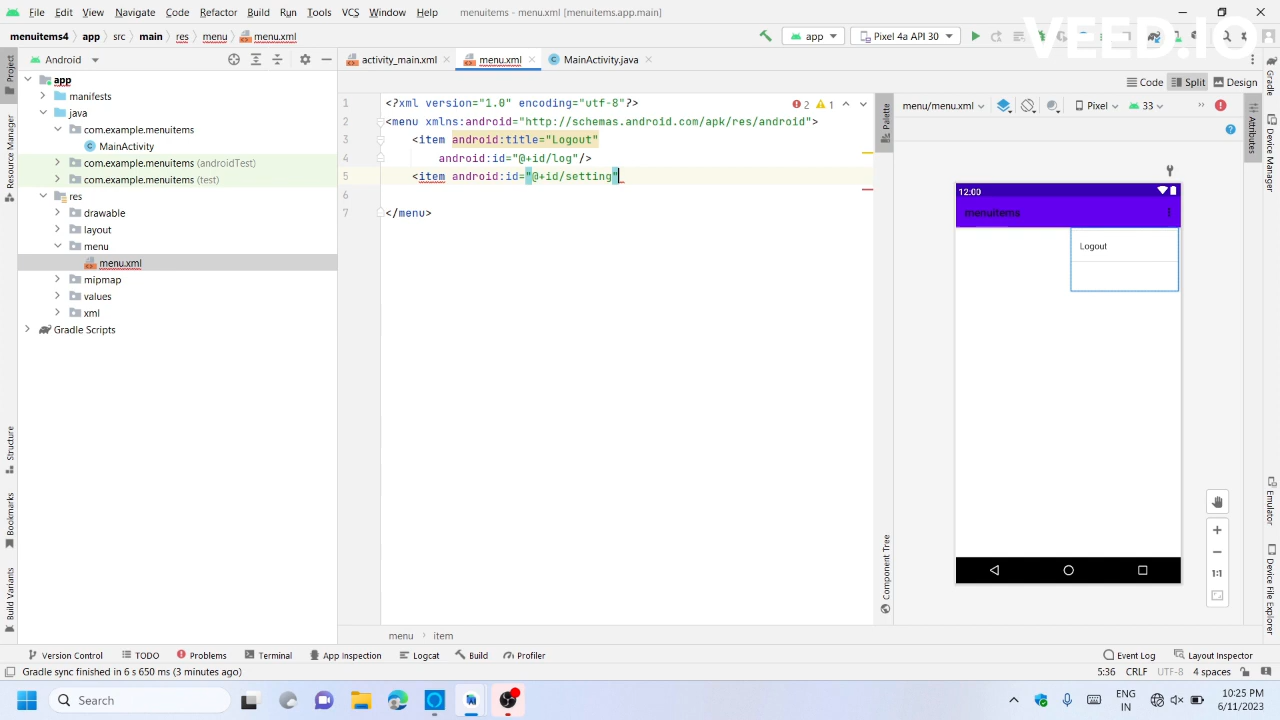 File Edit View Navigate Code Refactor Build Run Tools VCS Window Help menuitems - menu.xml [menuitems.app.main]
menuitems4 app src main res menu menu.xml
app Pixel 4a API 30
VEED.IO
Android
activity_main.xml menu.xml MainActivity.java
Code Split Design
Project
Resource Manager
Structure
Bookmarks
Build Variants
app
manifests
java
com.example.menuitems
MainActivity
com.example.menuitems (androidTest)
com.example.menuitems (test)
res
drawable
layout
menu
menu.xml
mipmap
values
xml
Gradle Scripts
1 <?xml version="1.0" encoding="utf-8"?>
2 <menu xmlns:android="http://schemas.android.com/apk/res/android">
3 <item android:title="Logout"
4 android:id="@+id/log"/>
5 <item android:id="@+id/setting"
6
7 </menu>
2 1
Palette
Component Tree
menu/menu.xml Pixel 33
12:00
menuitems
Logout
1:1
Attributes
Gradle
Device Manager
Emulator
Device File Explorer
menu item
Version Control TODO Problems Terminal App Inspection Logcat Build Profiler Event Log Layout Inspector
Gradle sync finished in 6 s 650 ms (3 minutes ago) 5:36 CRLF UTF-8 4 spaces
Search
ENG
IN
10:25 PM
6/11/2023